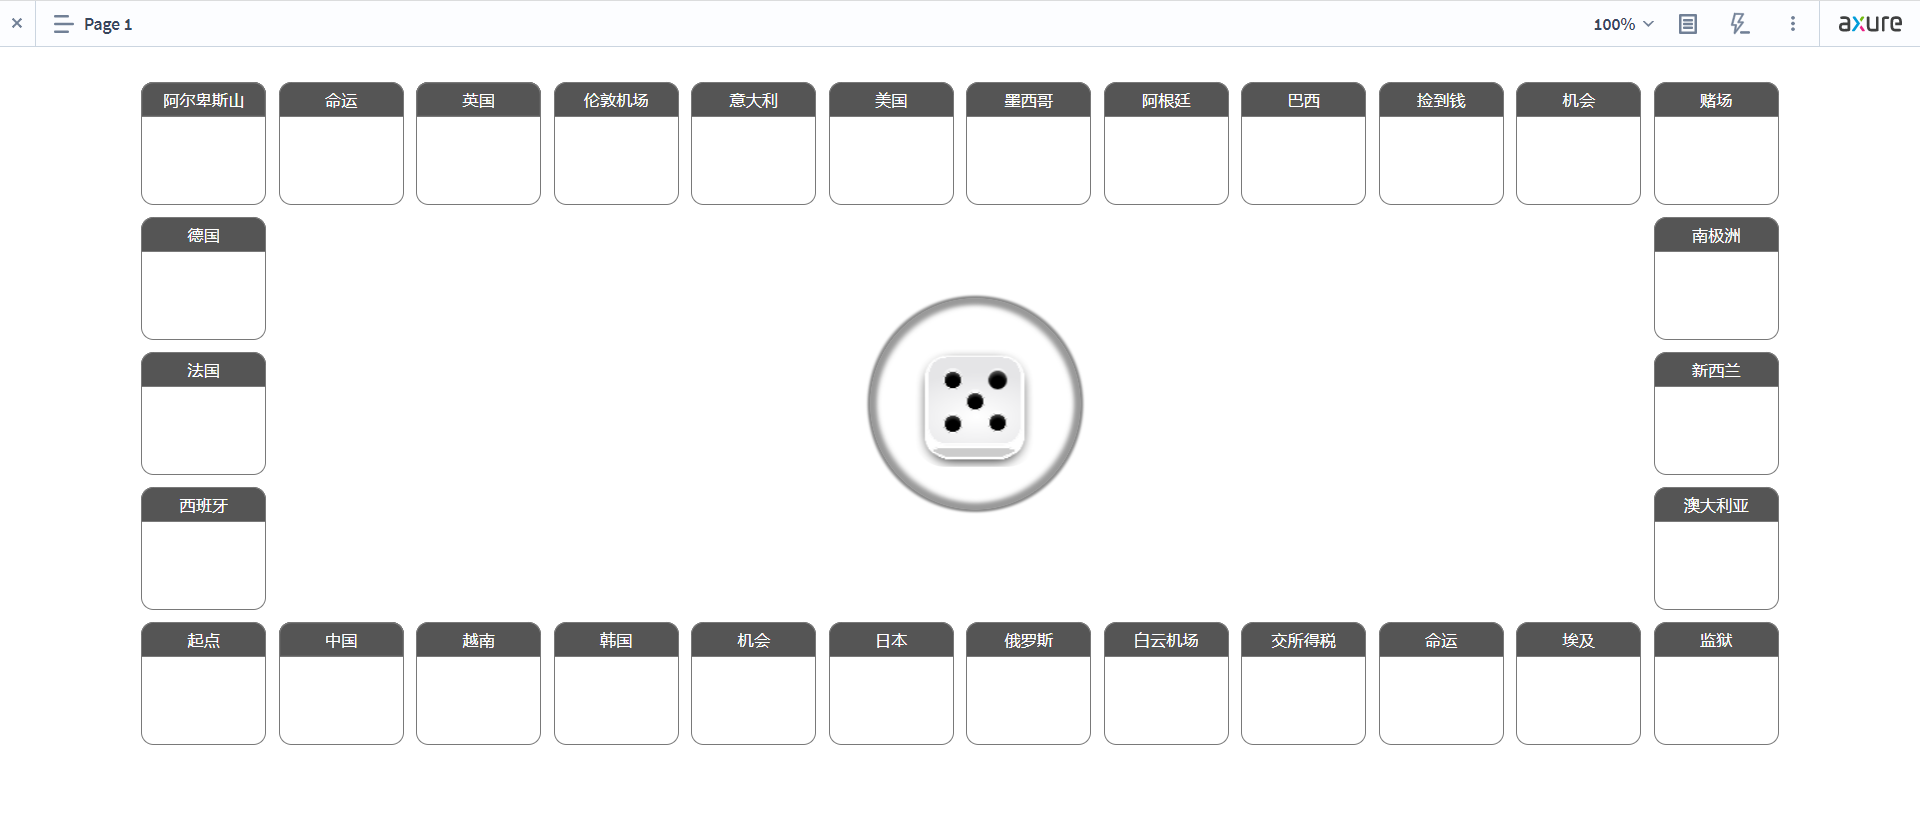 Page 1
100%
axure
阿尔卑斯山
命运
英国
伦敦机场
意大利
美国
墨西哥
阿根廷
巴西
捡到钱
机会
赌场
德国
南极洲
法国
新西兰
西班牙
澳大利亚
起点
中国
越南
韩国
机会
日本
俄罗斯
白云机场
交所得税
命运
埃及
监狱